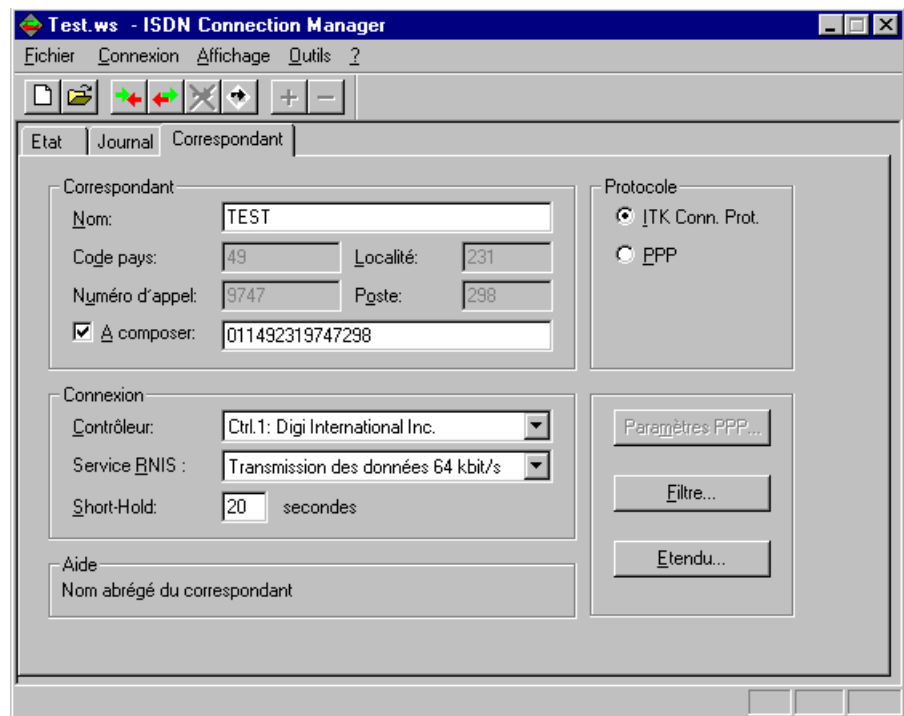 Test.ws - ISDN Connection Manager
Fichier Connexion Affichage Outils ?
Etat Journal Correspondant
Correspondant
Nom: TEST
Code pays: 49 Localité: 231
Numéro d´appel: 9747 Poste: 298
A composer: 011492319747298
Protocole
ITK Conn. Prot.
PPP
Connexion
Contrôleur: Ctrl.1: Digi International Inc.
Service RNIS : Transmission des données 64 kbit/s
Short-Hold: 20 secondes
Paramètres PPP...
Filtre...
Etendu...
Aide
Nom abrégé du correspondant